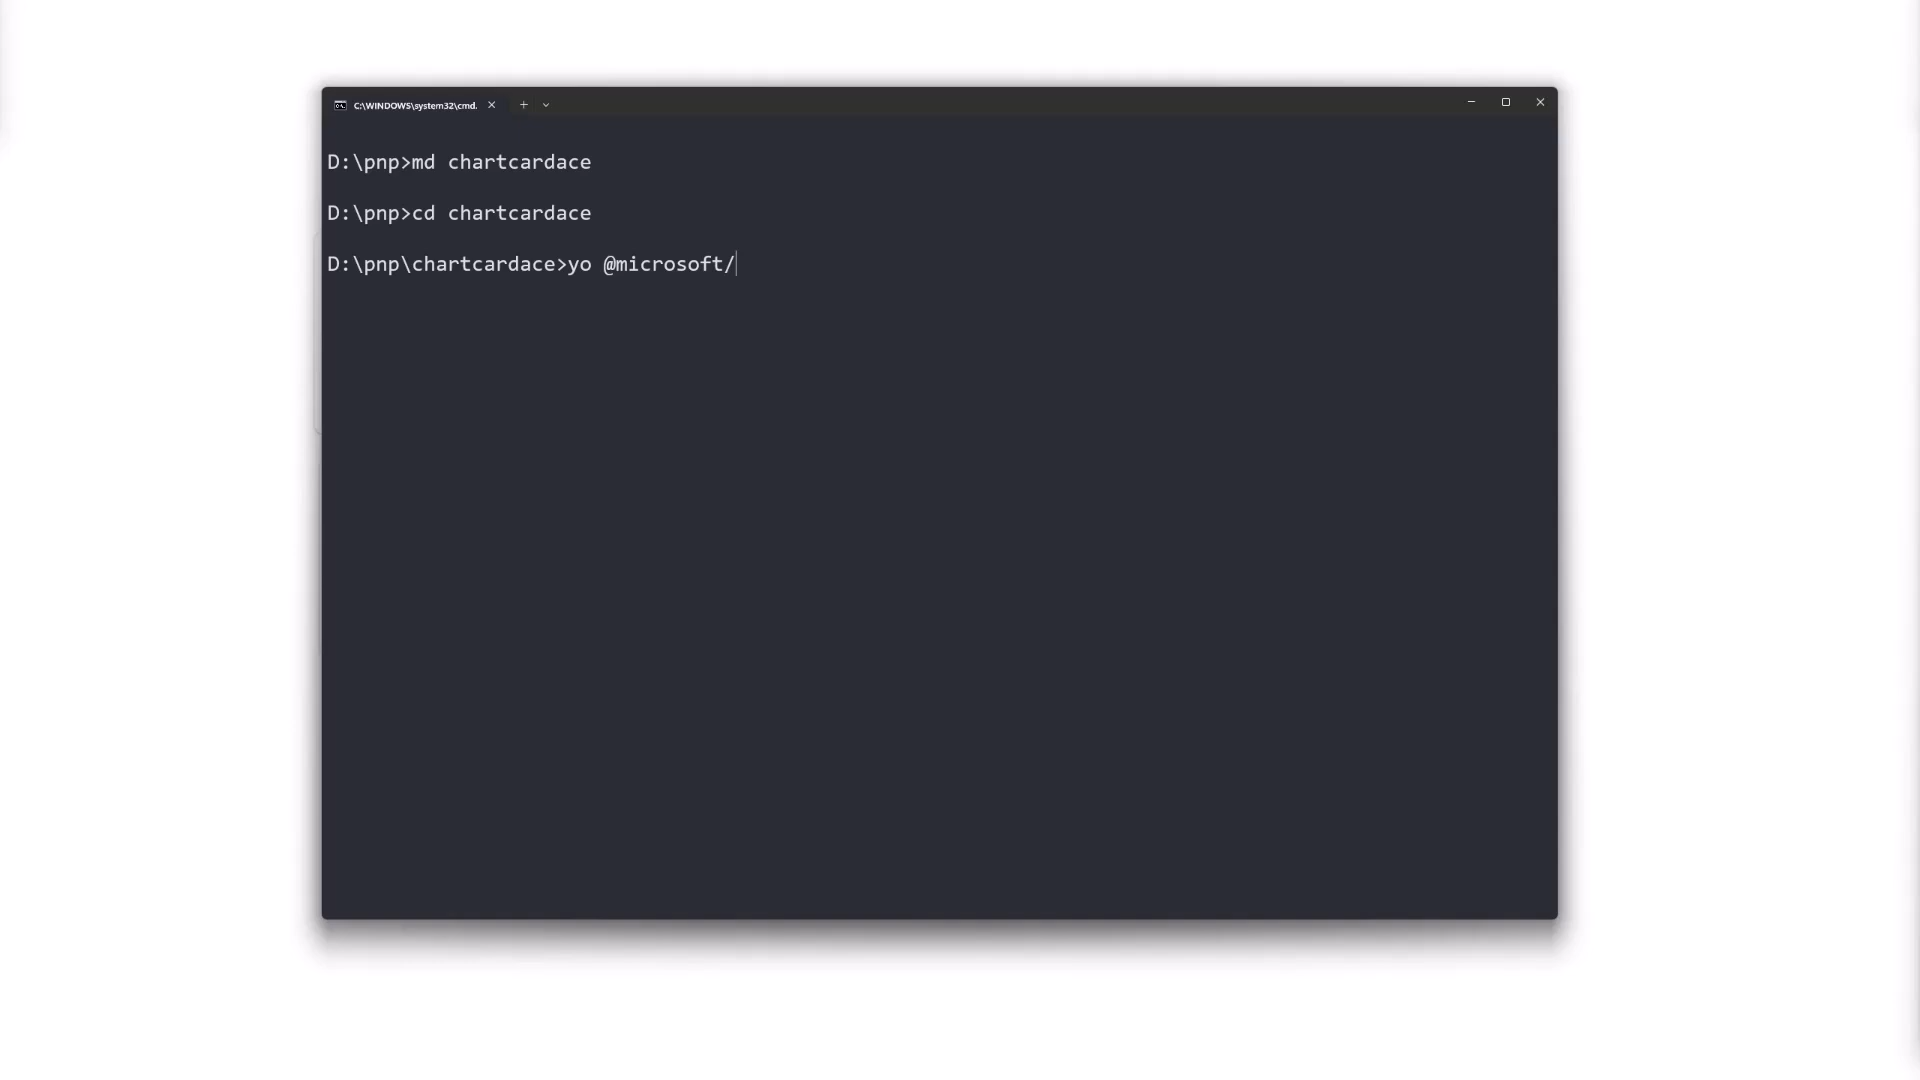 C:\WINDOWS\system32\cmd.
D:\pnp>md chartcardace
D:\pnp>cd chartcardace
D:\pnp\chartcardace>yo @microsoft/